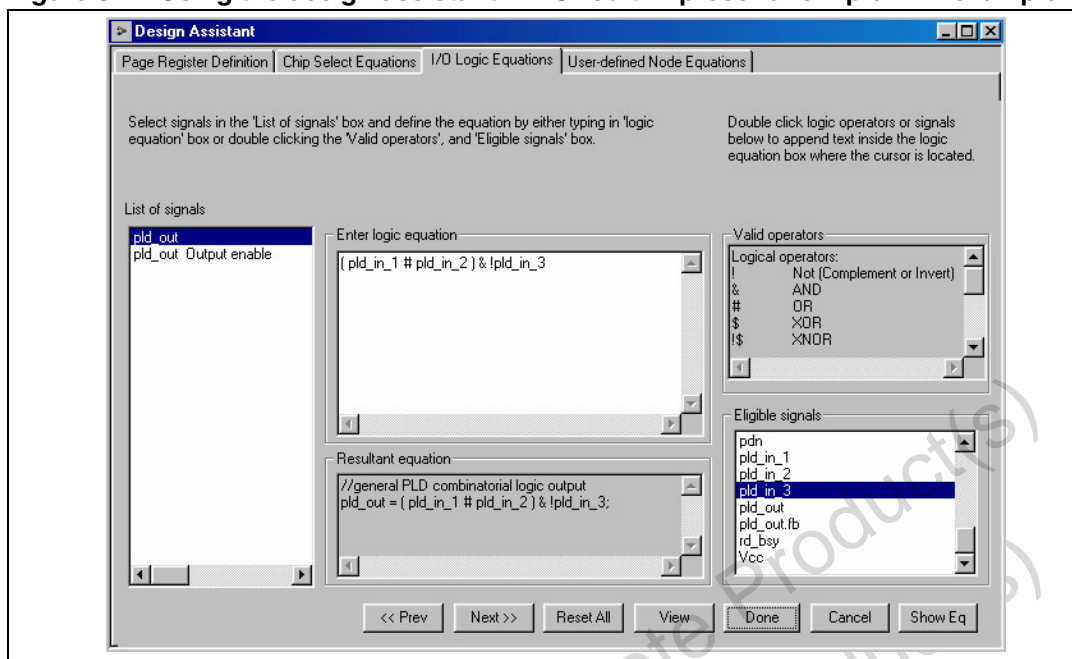 Design Assistant
Page Register Definition
Chip Select Equations
I/O Logic Equations
User-defined Node Equations
Select signals in the 'List of signals' box and define the equation by either typing in 'logic
equation' box or double clicking the 'Valid operators', and 'Eligible signals' box.
Double click logic operators or signals
below to append text inside the logic
equation box where the cursor is located.
List of signals
pld_out
pld_out Output enable
Enter logic equation
( pld_in_1 # pld_in_2 ) & !pld_in_3
Resultant equation
//general PLD combinatorial logic output
pld_out = ( pld_in_1 # pld_in_2 ) & !pld_in_3;
Valid operators
Logical operators:
! Not (Complement or Invert)
& AND
# OR
$ XOR
!$ XNOR
Eligible signals
pdn
pld_in_1
pld_in_2
pld_in_3
pld_out
pld_out.fb
rd_bsy
Vcc
<< Prev
Next >>
Reset All
View
Done
Cancel
Show Eq
Product(s)